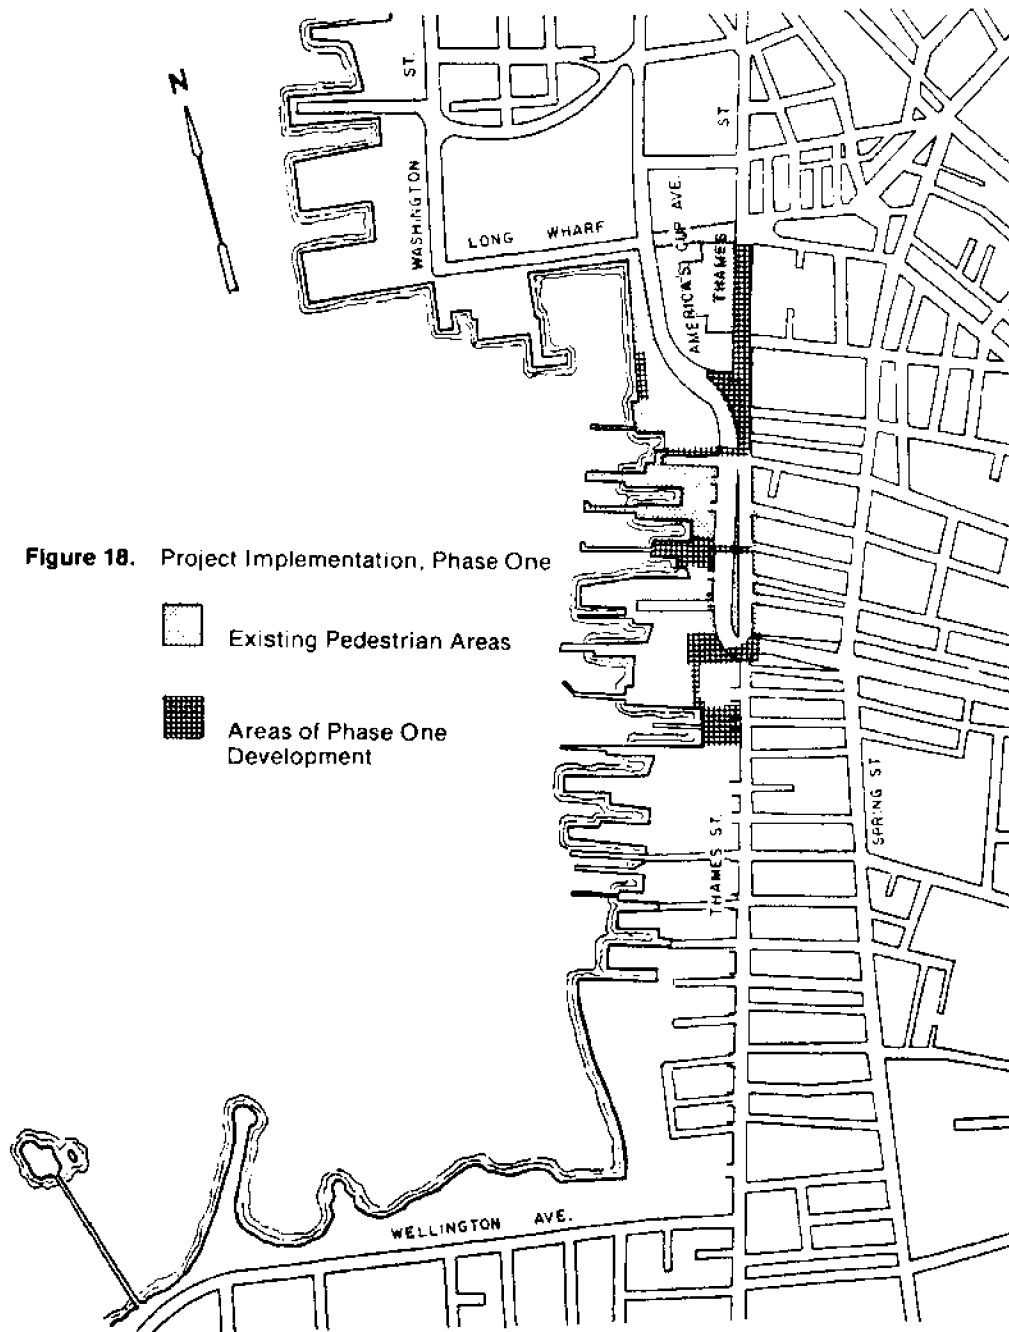 N
ST.
WASHINGTON
LONG WHARF
AMERICA'S CUP AVE.
THAMES
ST
Figure 18. Project Implementation, Phase One
Existing Pedestrian Areas
Areas of Phase One
Development
THAMES ST.
SPRING ST
WELLINGTON AVE.